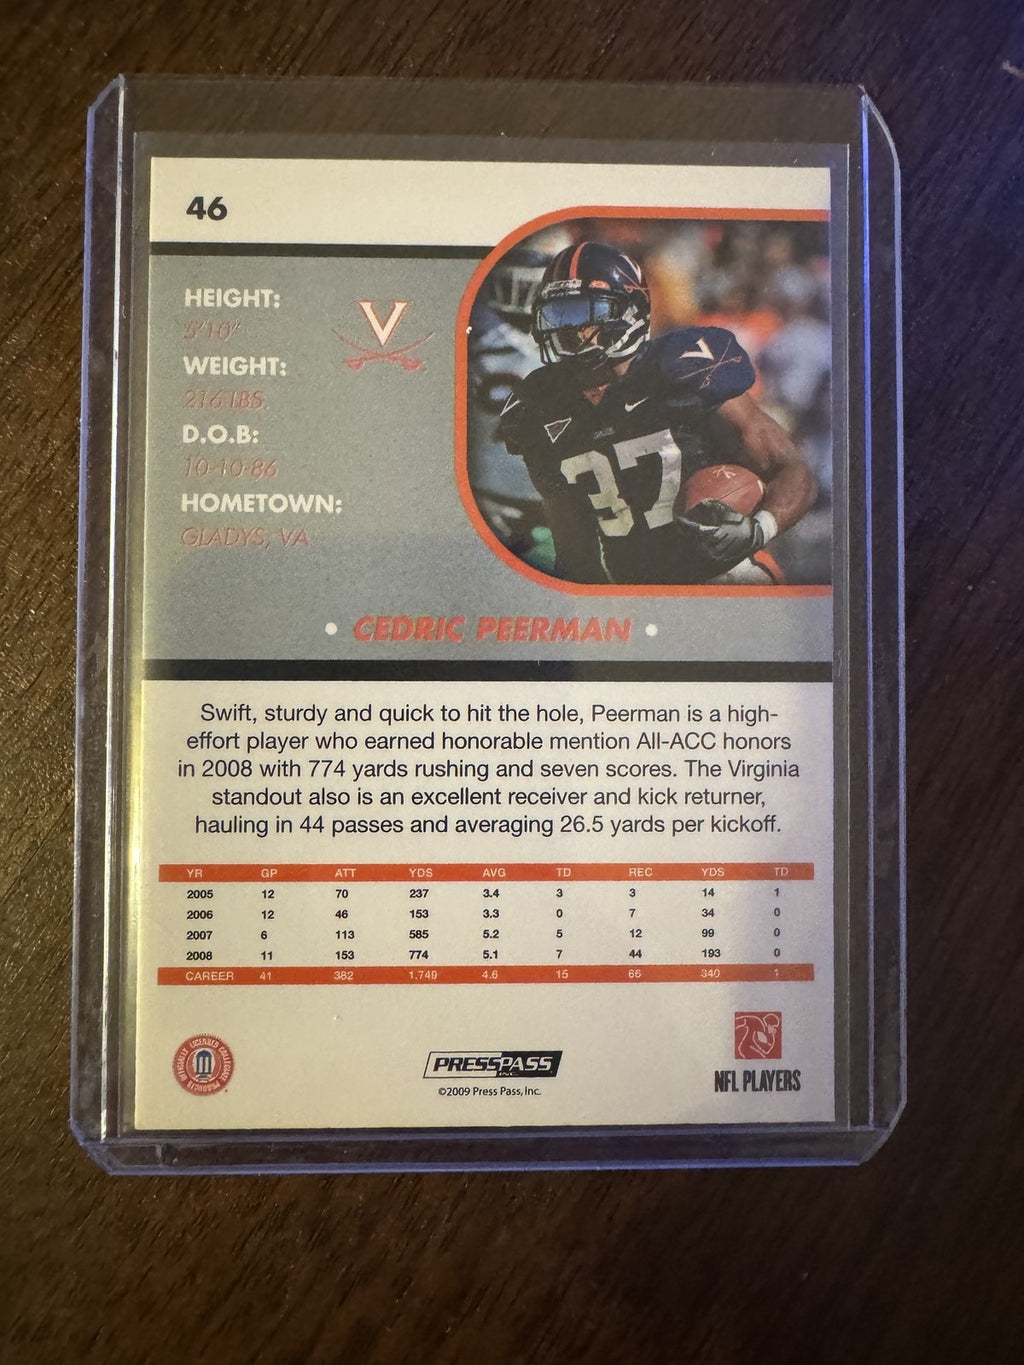 46
HEIGHT:
5/10/
WEIGHT:
216 LBS.
D.O.B:
10-10-86
HOMETOWN:
GLADYS, VA
V
V
37
• CEDRIC PEERMAN •
Swift, sturdy and quick to hit the hole, Peerman is a high-
effort player who earned honorable mention All-ACC honors
in 2008 with 774 yards rushing and seven scores. The Virginia
standout also is an excellent receiver and kick returner,
hauling in 44 passes and averaging 26.5 yards per kickoff.
YR GP ATT YDS AVG TD REC YDS TD
2005 12 70 237 3.4 3 3 14 1
2006 12 46 153 3.3 0 7 34 0
2007 6 113 585 5.2 5 12 99 0
2008 11 153 774 5.1 7 44 193 0
CAREER 41 382 1,749 4.6 15 66 340 1
OFFICIALLY LICENSED COLLEGIATE PRODUCTS
PRESSPASS
INC.
©2009 Press Pass, Inc.
NFL PLAYERS